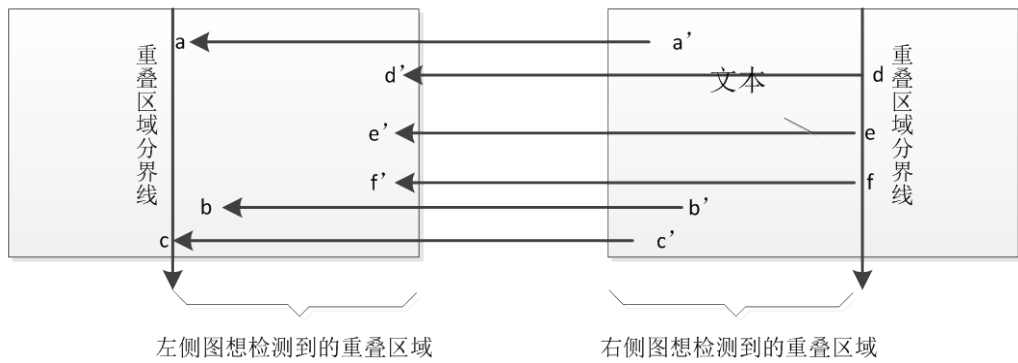 a
a’
d’
文本
d
e’
e
f’
f
b
b’
c
c’
重叠区域分界线
重叠区域分界线
左侧图想检测到的重叠区域
右侧图想检测到的重叠区域